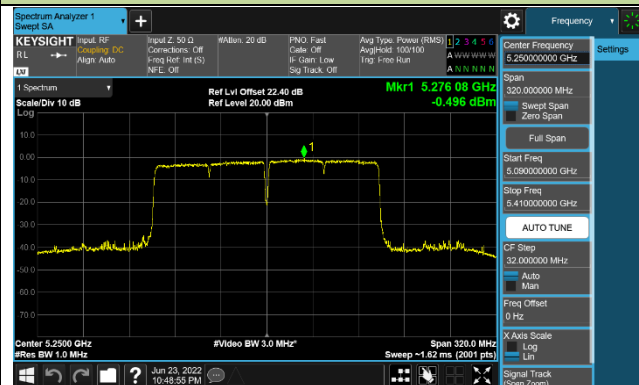 Spectrum Analyzer 1
Swept SA
Frequency
KEYSIGHT
RL
LXI
Input: RF
Coupling: DC
Align: Auto
Input Z: 50 Ω
Corrections: Off
Freq Ref: Int (S)
NFE: Off
#Atten: 20 dB
PNO: Fast
Gate: Off
IF Gain: Low
Sig Track: Off
Avg Type: Power (RMS)
Avg|Hold: 100/100
Trig: Free Run
1 2 3 4 5 6
A W W W W W
A N N N N N
1 Spectrum
Scale/Div 10 dB
Log
Ref Lvl Offset 22.40 dB
Ref Level 20.00 dBm
Mkr1 5.276 08 GHz
-0.496 dBm
1
10.0
0.00
-10.0
-20.0
-30.0
-40.0
-50.0
-60.0
-70.0
Center 5.2500 GHz
#Res BW 1.0 MHz
#Video BW 3.0 MHz*
Span 320.0 MHz
Sweep ~1.62 ms (2001 pts)
Center Frequency
5.250000000 GHz
Settings
Span
320.000000 MHz
Swept Span
Zero Span
Full Span
Start Freq
5.090000000 GHz
Stop Freq
5.410000000 GHz
AUTO TUNE
CF Step
32.000000 MHz
Auto
Man
Freq Offset
0 Hz
X Axis Scale
Log
Lin
Signal Track
(Span Zoom)
Jun 23, 2022
10:48:55 PM